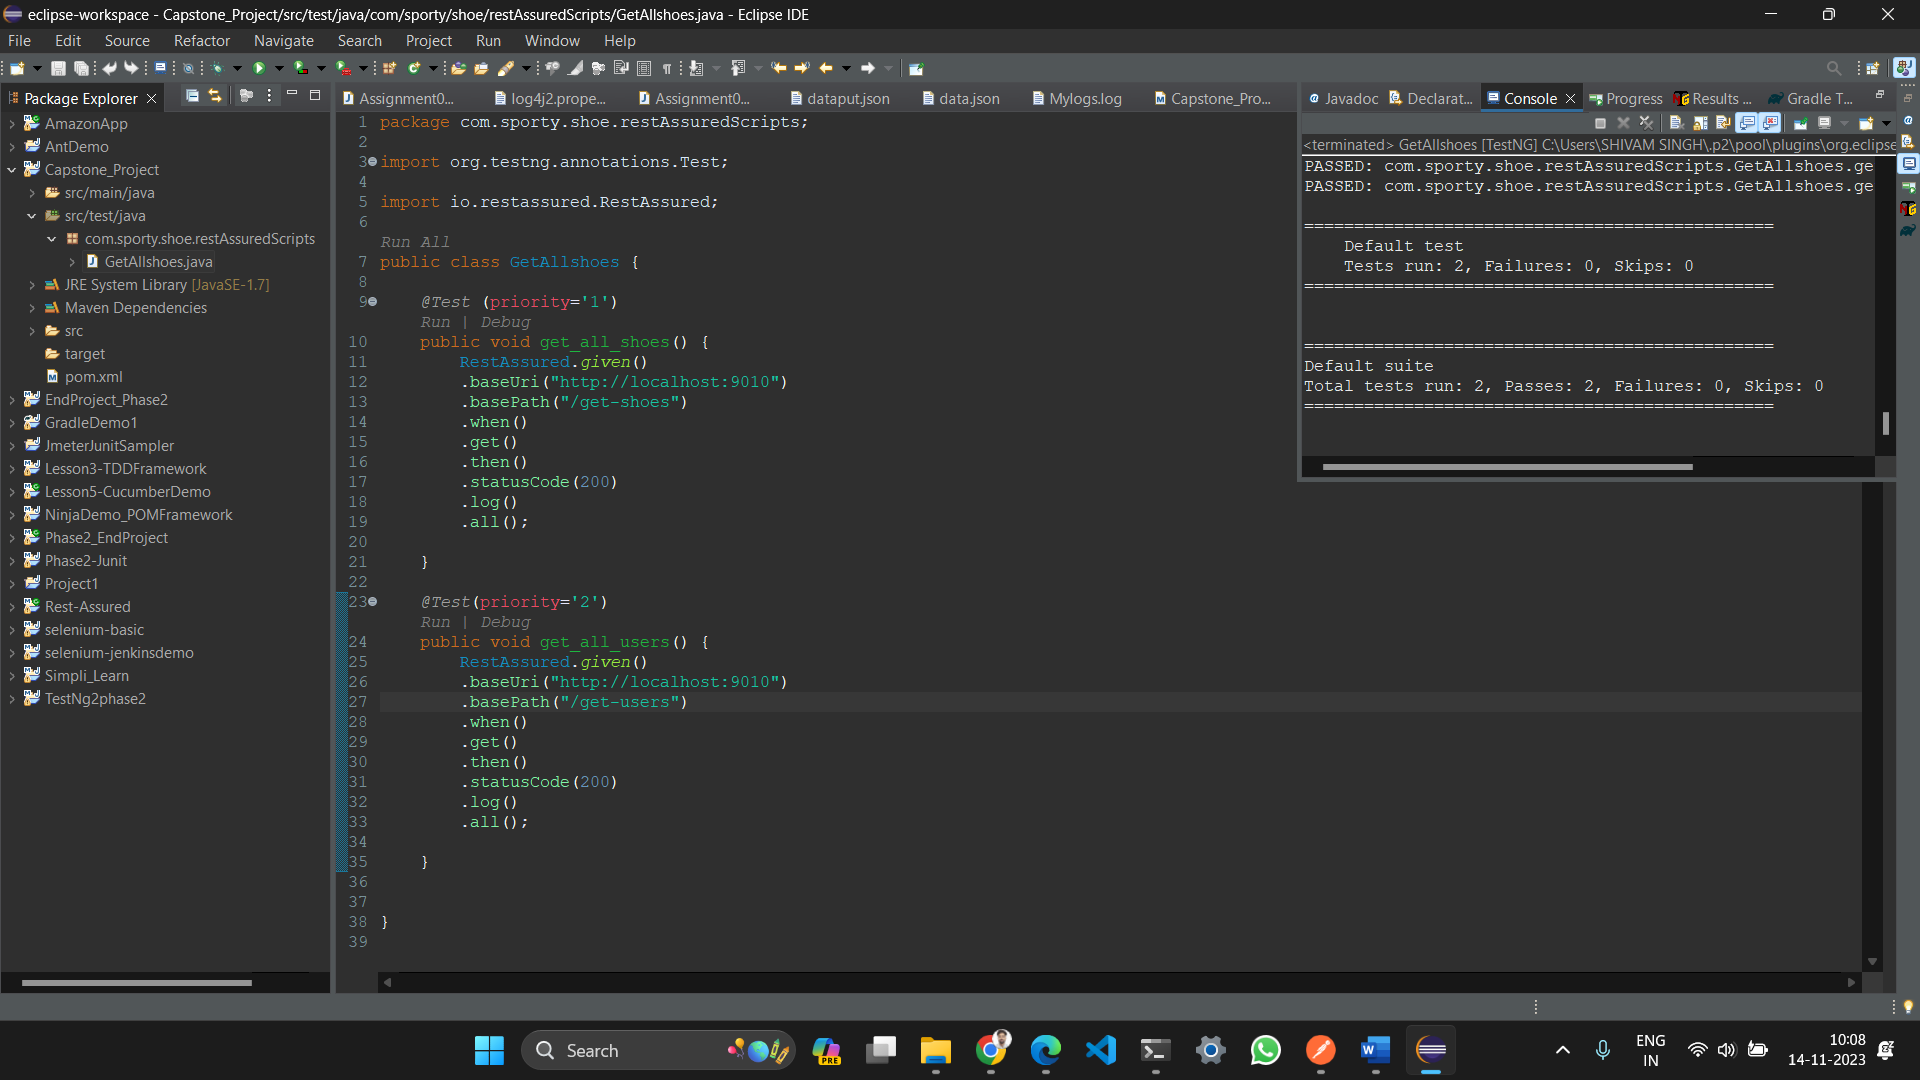 eclipse-workspace - Capstone_Project/src/test/java/com/sporty/shoe/restAssuredScripts/GetAllshoes.java - Eclipse IDE
File Edit Source Refactor Navigate Search Project Run Window Help
Package Explorer
AmazonApp
AntDemo
Capstone_Project
src/main/java
src/test/java
com.sporty.shoe.restAssuredScripts
GetAllshoes.java
JRE System Library [JavaSE-1.7]
Maven Dependencies
src
target
pom.xml
EndProject_Phase2
GradleDemo1
JmeterJunitSampler
Lesson3-TDDFramework
Lesson5-CucumberDemo
NinjaDemo_POMFramework
Phase2_EndProject
Phase2-Junit
Project1
Rest-Assured
selenium-basic
selenium-jenkinsdemo
Simpli_Learn
TestNg2phase2
Assignment0... log4j2.prope... Assignment0... dataput.json data.json Mylogs.log Capstone_Pro...
1 package com.sporty.shoe.restAssuredScripts;
2
3 import org.testng.annotations.Test;
4
5 import io.restassured.RestAssured;
6
Run All
7 public class GetAllshoes {
8
9 @Test (priority='1')
Run | Debug
10 public void get_all_shoes() {
11 RestAssured.given()
12 .baseUri("http://localhost:9010")
13 .basePath("/get-shoes")
14 .when()
15 .get()
16 .then()
17 .statusCode(200)
18 .log()
19 .all();
20
21 }
22
23 @Test(priority='2')
Run | Debug
24 public void get_all_users() {
25 RestAssured.given()
26 .baseUri("http://localhost:9010")
27 .basePath("/get-users")
28 .when()
29 .get()
30 .then()
31 .statusCode(200)
32 .log()
33 .all();
34
35 }
36
37
38 }
39
Javadoc Declarat... Console Progress Results ... Gradle T...
<terminated> GetAllshoes [TestNG] C:\Users\SHIVAM SINGH\.p2\pool\plugins\org.eclipse
PASSED: com.sporty.shoe.restAssuredScripts.GetAllshoes.ge
PASSED: com.sporty.shoe.restAssuredScripts.GetAllshoes.ge
===============================================
Default test
Tests run: 2, Failures: 0, Skips: 0
===============================================
===============================================
Default suite
Total tests run: 2, Passes: 2, Failures: 0, Skips: 0
===============================================
Search
PRE
ENG
IN
10:08
14-11-2023